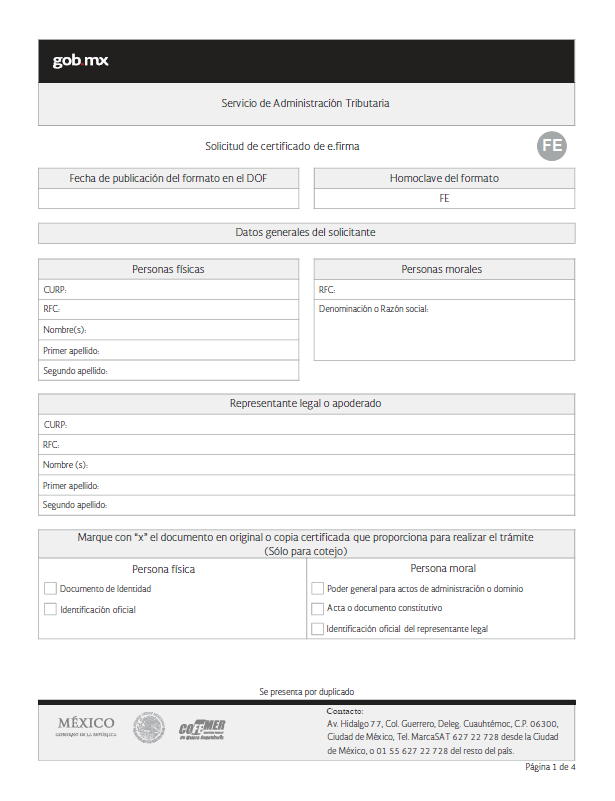 gob mx
Servicio de Administración Tributaria
Solicitud de certificado de e.firma
FE
Fecha de publicación del formato en el DOF
Homoclave del formato
FE
Datos generales del solicitante
Personas físicas
CURP:
RFC:
Nombre(s):
Primer apellido:
Segundo apellido:
Personas morales
RFC:
Denominación o Razón social:
Representante legal o apoderado
CURP:
RFC:
Nombre (s):
Primer apellido:
Segundo apellido:
Marque con “x” el documento en original o copia certificada que proporciona para realizar el trámite
(Sólo para cotejo)
Persona física
Documento de Identidad
Identificación oficial
Persona moral
Poder general para actos de administración o dominio
Acta o documento constitutivo
Identificación oficial del representante legal
Se presenta por duplicado
MÉXICO
GOBIERNO DE LA REPÚBLICA
COFEMER
Contacto:
Av. Hidalgo 77, Col. Guerrero, Deleg. Cuauhtémoc, C.P. 06300,
Ciudad de México, Tel. MarcaSAT 627 22 728 desde la Ciudad
de México, o 01 55 627 22 728 del resto del país.
Página 1 de 4